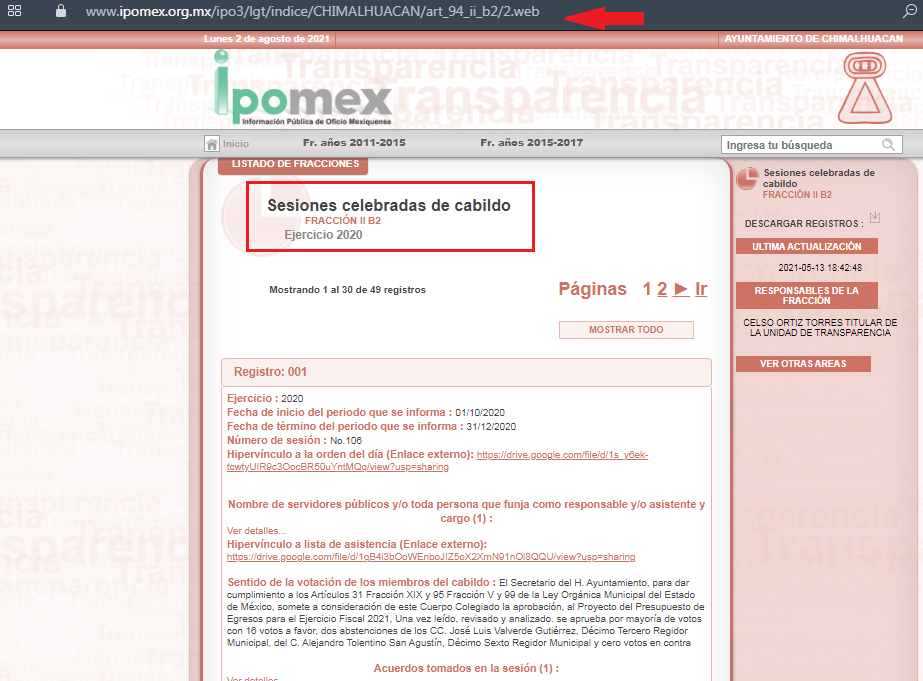 www.ipomex.org.mx/ipo3/lgt/indice/CHIMALHUACAN/art_94_ii_b2/2.web
Lunes 2 de agosto de 2021
AYUNTAMIENTO DE CHIMALHUACAN
Transparencia
ipomex
Información Pública de Oficio Mexiquense
Inicio
Fr. años 2011-2015
Fr. años 2015-2017
Ingresa tu búsqueda
LISTADO DE FRACCIONES
Sesiones celebradas de cabildo
FRACCIÓN II B2
Ejercicio 2020
Mostrando 1 al 30 de 49 registros
Páginas 1 2 ► Ir
MOSTRAR TODO
Registro: 001
Ejercicio : 2020
Fecha de inicio del periodo que se informa : 01/10/2020
Fecha de término del periodo que se informa : 31/12/2020
Número de sesión : No.106
Hipervínculo a la orden del día (Enlace externo): https://drive.google.com/file/d/1s_y6ek-
tcwtyUIR9c3OocBR50uYntMQq/view?usp=sharing
Nombre de servidores públicos y/o toda persona que funja como responsable y/o asistente y
cargo (1) :
Ver detalles...
Hipervínculo a lista de asistencia (Enlace externo):
https://drive.google.com/file/d/1qB4i3bOoWEnboJIZ5oX2XmN91nOl8QQU/view?usp=sharing
Sentido de la votación de los miembros del cabildo : El Secretario del H. Ayuntamiento, para dar
cumplimiento a los Artículos 31 Fracción XIX y 95 Fracción V y 99 de la Ley Orgánica Municipal del Estado
de México, somete a consideración de este Cuerpo Colegiado la aprobación, al Proyecto del Presupuesto de
Egresos para el Ejercicio Fiscal 2021, Una vez leído, revisado y analizado. se aprueba por mayoría de votos
con 16 votos a favor, dos abstenciones de los CC. José Luis Valverde Gutiérrez, Décimo Tercero Regidor
Municipal, del C. Alejandro Tolentino San Agustín, Décimo Sexto Regidor Municipal y cero votos en contra
Acuerdos tomados en la sesión (1) :
Ver detalles
Sesiones celebradas de
cabildo
FRACCIÓN II B2
DESCARGAR REGISTROS :
ULTIMA ACTUALIZACIÓN
2021-05-13 18:42:48
RESPONSABLES DE LA
FRACCIÓN
CELSO ORTIZ TORRES TITULAR DE
LA UNIDAD DE TRANSPARENCIA
VER OTRAS AREAS